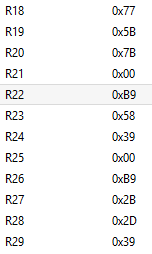 R18 0x77
R19 0x5B
R20 0x7B
R21 0x00
R22 0xB9
R23 0x58
R24 0x39
R25 0x00
R26 0xB9
R27 0x2B
R28 0x2D
R29 0x39